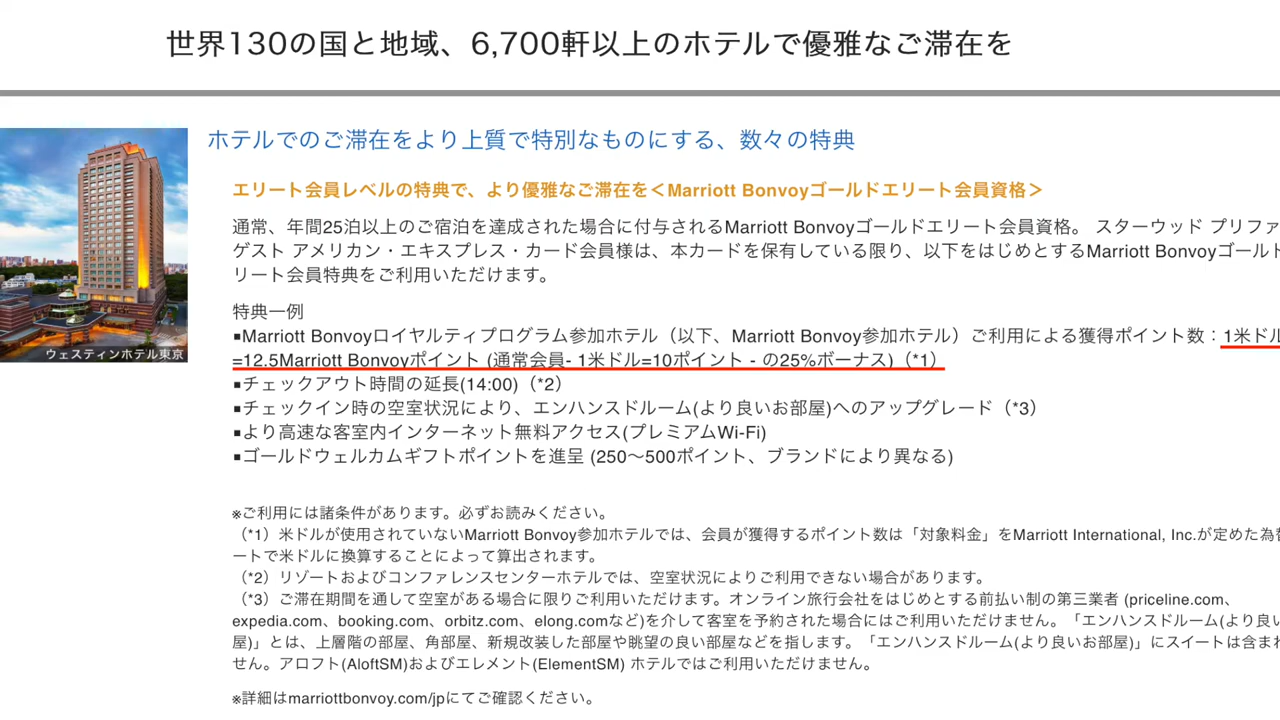 世界130の国と地域、6,700軒以上のホテルで優雅なご滞在を
ホテルでのご滞在をより上質で特別なものにする、数々の特典
エリート会員レベルの特典で、より優雅なご滞在を＜Marriott Bonvoyゴールドエリート会員資格＞
通常、年間25泊以上のご宿泊を達成された場合に付与されるMarriott Bonvoyゴールドエリート会員資格。 スターウッド プリファ
ゲスト アメリカン・エキスプレス・カード会員様は、本カードを保有している限り、以下をはじめとするMarriott Bonvoyゴールド
リート会員特典をご利用いただけます。
特典一例
▪Marriott Bonvoyロイヤルティプログラム参加ホテル（以下、Marriott Bonvoy参加ホテル）ご利用による獲得ポイント数：1米ドル
=12.5Marriott Bonvoyポイント (通常会員- 1米ドル=10ポイント - の25%ボーナス)（*1）
▪チェックアウト時間の延長(14:00)（*2）
▪チェックイン時の空室状況により、エンハンスドルーム(より良いお部屋)へのアップグレード（*3）
▪より高速な客室内インターネット無料アクセス(プレミアムWi-Fi)
▪ゴールドウェルカムギフトポイントを進呈 (250〜500ポイント、ブランドにより異なる)
ウェスティンホテル東京
※ご利用には諸条件があります。必ずお読みください。
（*1）米ドルが使用されていないMarriott Bonvoy参加ホテルでは、会員が獲得するポイント数は「対象料金」をMarriott International, Inc.が定めた為替
ートで米ドルに換算することによって算出されます。
（*2）リゾートおよびコンファレンスセンターホテルでは、空室状況によりご利用できない場合があります。
（*3）ご滞在期間を通して空室がある場合に限りご利用いただけます。オンライン旅行会社をはじめとする前払い制の第三業者 (priceline.com、
expedia.com、booking.com、orbitz.com、elong.comなど)を介して客室を予約された場合にはご利用いただけません。「エンハンスドルーム(より良い
屋)」とは、上層階の部屋、角部屋、新規改装した部屋や眺望の良い部屋などを指します。「エンハンスドルーム(より良いお部屋)」にスイートは含まれ
せん。アロフト(AloftSM)およびエレメント(ElementSM) ホテルではご利用いただけません。
※詳細はmarriottbonvoy.com/jpにてご確認ください。